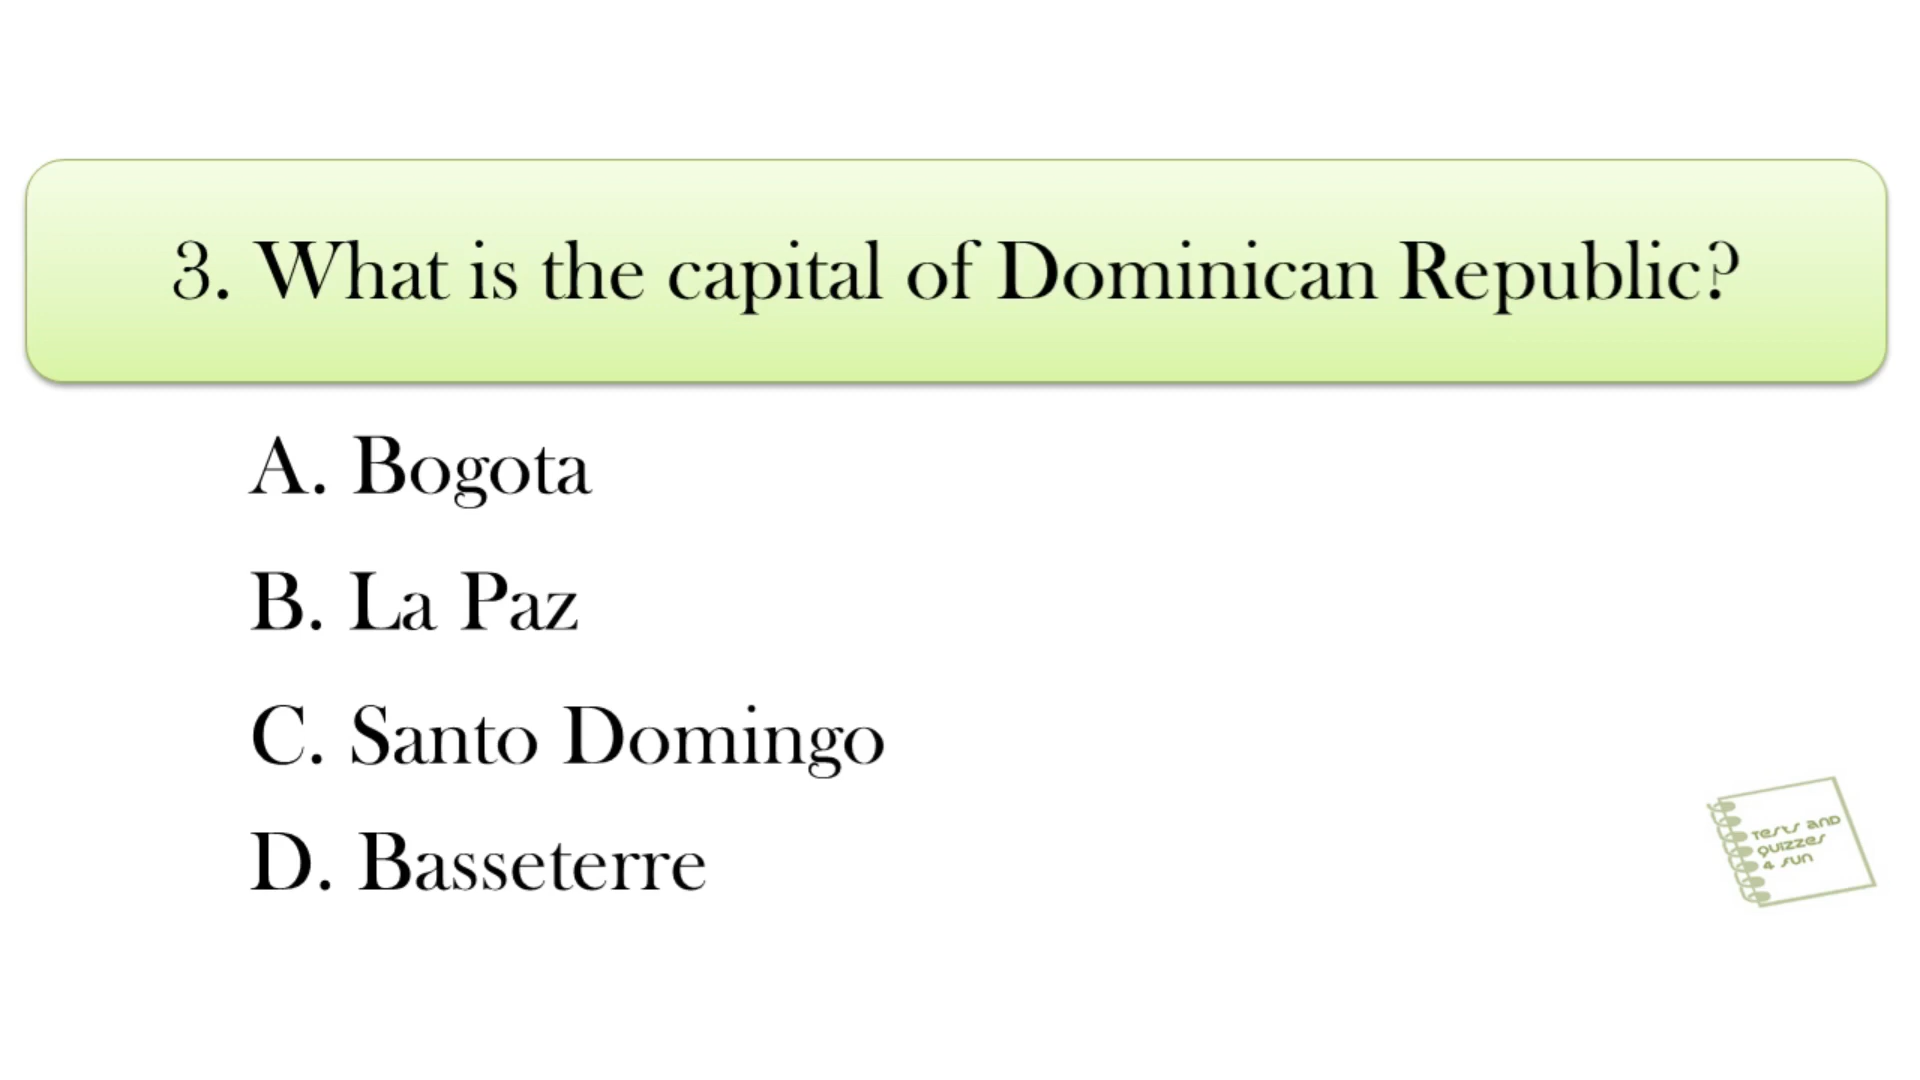 3. What is the capital of Dominican Republic?
A. Bogota
B. La Paz
C. Santo Domingo
D. Basseterre
Tests and
Quizzes
4 fun